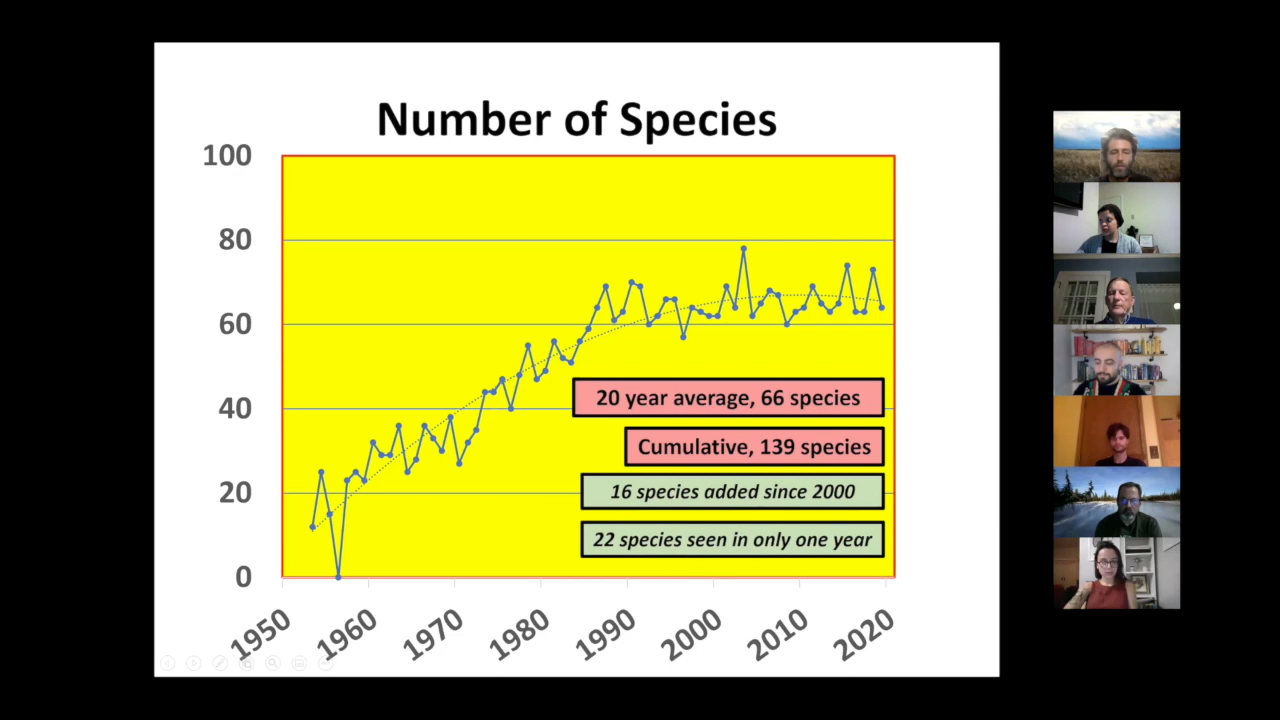 Number of Species
100
80
60
40
20
0
20 year average, 66 species
Cumulative, 139 species
16 species added since 2000
22 species seen in only one year
1950
1960
1970
1980
1990
2000
2010
2020